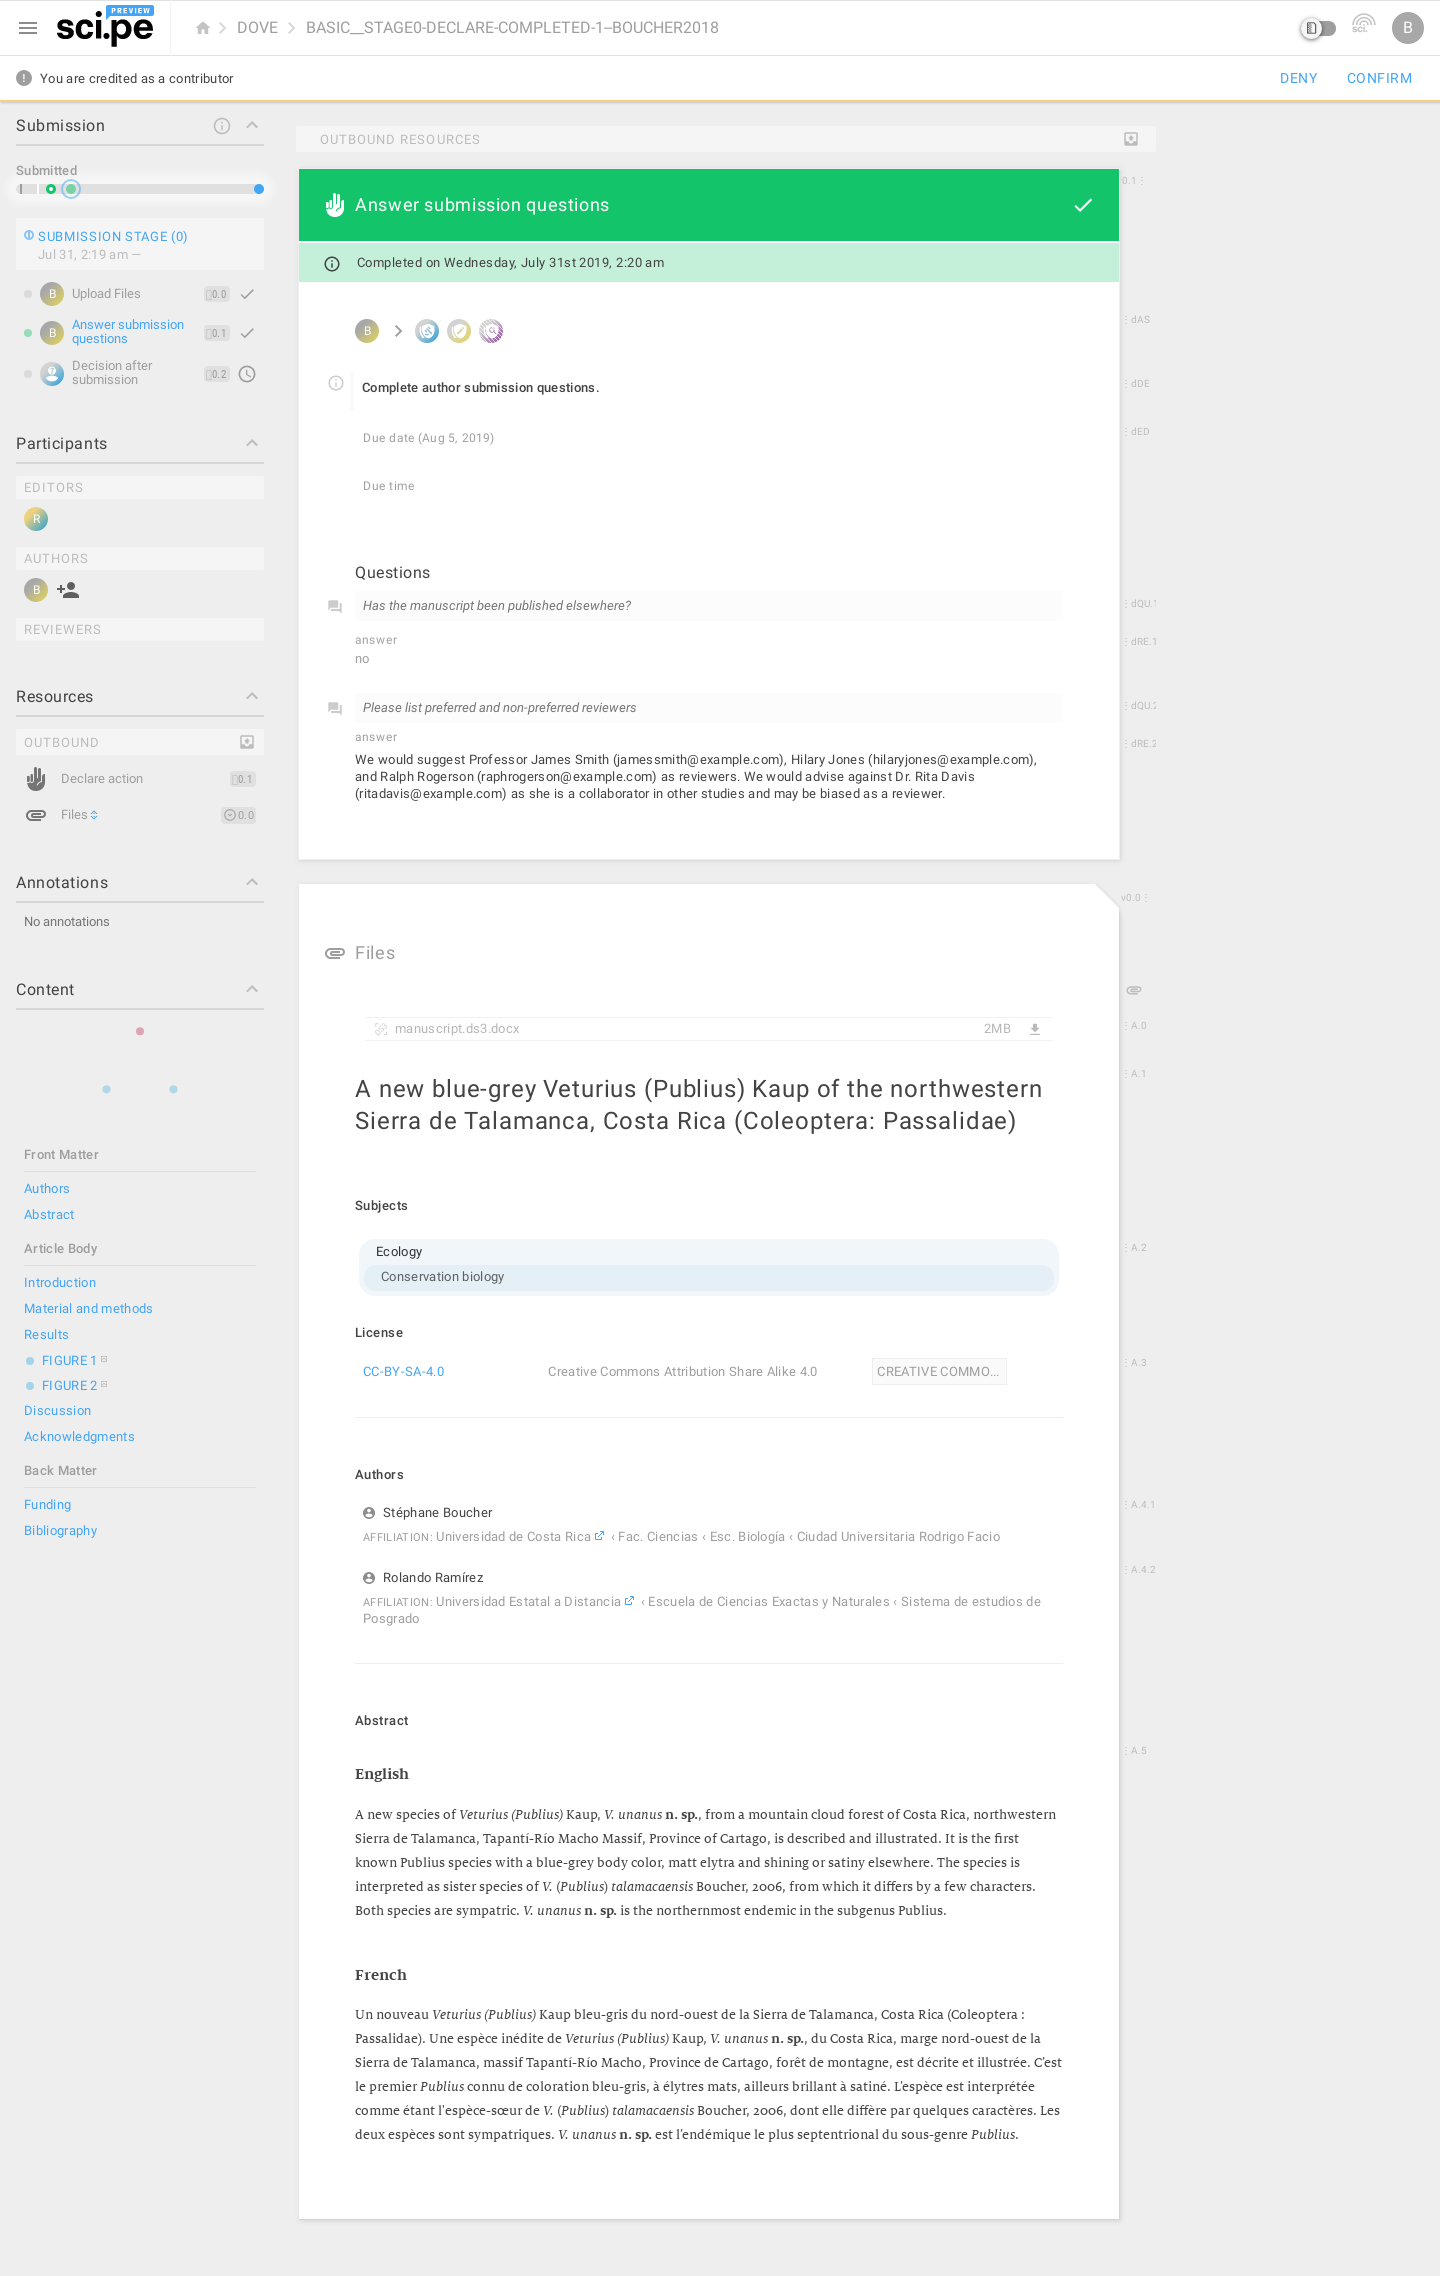 sci.pe PREVIEW
DOVE BASIC__STAGE0-DECLARE-COMPLETED-1--BOUCHER2018
sci.
B
You are credited as a contributor
DENY CONFIRM
Submission
Submitted
SUBMISSION STAGE (0)
Jul 31, 2:19 am —
B Upload Files 0.0
B Answer submission
questions
0.1
Decision after
submission
0.2
Participants
EDITORS
R
AUTHORS
B
REVIEWERS
Resources
OUTBOUND
Declare action 0.1
Files 0.0
Annotations
No annotations
Content
Front Matter
Authors
Abstract
Article Body
Introduction
Material and methods
Results
FIGURE 1
FIGURE 2
Discussion
Acknowledgments
Back Matter
Funding
Bibliography
OUTBOUND RESOURCES
Answer submission questions
0.1
Completed on Wednesday, July 31st 2019, 2:20 am
B
dAS
Complete author submission questions.
dDE
Due date (Aug 5, 2019)
dED
Due time
Questions
Has the manuscript been published elsewhere?
dQU.1
answer
dRE.1
no
Please list preferred and non-preferred reviewers
dQU.2
answer
dRE.2
We would suggest Professor James Smith (jamessmith@example.com), Hilary Jones (hilaryjones@example.com),
and Ralph Rogerson (raphrogerson@example.com) as reviewers. We would advise against Dr. Rita Davis
(ritadavis@example.com) as she is a collaborator in other studies and may be biased as a reviewer.
v0.0
Files
manuscript.ds3.docx 2MB
A.0
A new blue-grey Veturius (Publius) Kaup of the northwestern
Sierra de Talamanca, Costa Rica (Coleoptera: Passalidae)
A.1
Subjects
Ecology
A.2
Conservation biology
License
CC-BY-SA-4.0 Creative Commons Attribution Share Alike 4.0 CREATIVE COMMO...
A.3
Authors
Stéphane Boucher
A.4.1
AFFILIATION: Universidad de Costa Rica ‹ Fac. Ciencias ‹ Esc. Biología ‹ Ciudad Universitaria Rodrigo Facio
Rolando Ramírez
A.4.2
AFFILIATION: Universidad Estatal a Distancia ‹ Escuela de Ciencias Exactas y Naturales ‹ Sistema de estudios de
Posgrado
Abstract
A.5
English
A new species of Veturius (Publius) Kaup, V. unanus n. sp., from a mountain cloud forest of Costa Rica, northwestern
Sierra de Talamanca, Tapantí-Río Macho Massif, Province of Cartago, is described and illustrated. It is the first
known Publius species with a blue-grey body color, matt elytra and shining or satiny elsewhere. The species is
interpreted as sister species of V. (Publius) talamacaensis Boucher, 2006, from which it differs by a few characters.
Both species are sympatric. V. unanus n. sp. is the northernmost endemic in the subgenus Publius.
French
Un nouveau Veturius (Publius) Kaup bleu-gris du nord-ouest de la Sierra de Talamanca, Costa Rica (Coleoptera :
Passalidae). Une espèce inédite de Veturius (Publius) Kaup, V. unanus n. sp., du Costa Rica, marge nord-ouest de la
Sierra de Talamanca, massif Tapantí-Río Macho, Province de Cartago, forêt de montagne, est décrite et illustrée. C'est
le premier Publius connu de coloration bleu-gris, à élytres mats, ailleurs brillant à satiné. L'espèce est interprétée
comme étant l'espèce-sœur de V. (Publius) talamacaensis Boucher, 2006, dont elle diffère par quelques caractères. Les
deux espèces sont sympatriques. V. unanus n. sp. est l'endémique le plus septentrional du sous-genre Publius.